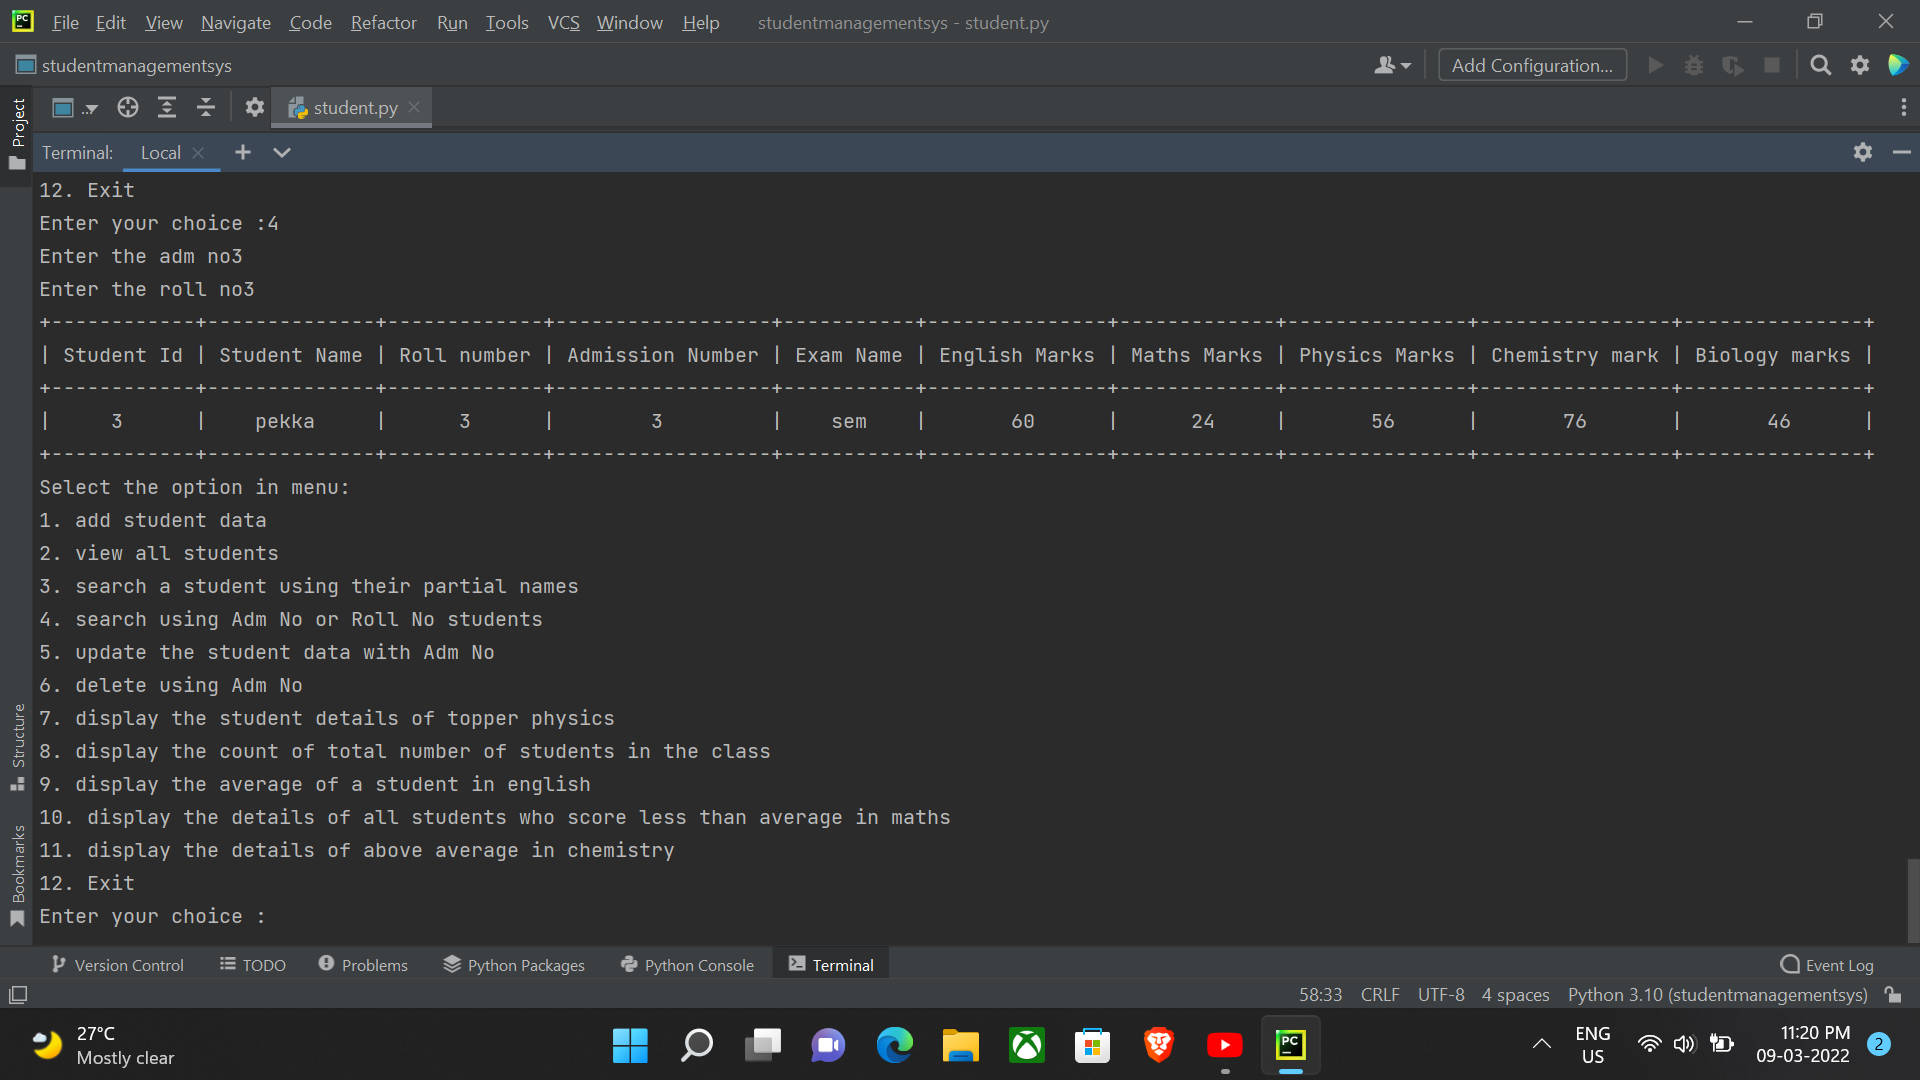 PC File Edit View Navigate Code Refactor Run Tools VCS Window Help studentmanagementsys - student.py
studentmanagementsys Add Configuration...
Project student.py
Terminal: Local
12. Exit
Enter your choice :4
Enter the adm no3
Enter the roll no3
+------------+--------------+-------------+------------------+-----------+---------------+-------------+---------------+----------------+---------------+
| Student Id | Student Name | Roll number | Admission Number | Exam Name | English Marks | Maths Marks | Physics Marks | Chemistry mark | Biology marks |
+------------+--------------+-------------+------------------+-----------+---------------+-------------+---------------+----------------+---------------+
| 3 | pekka | 3 | 3 | sem | 60 | 24 | 56 | 76 | 46 |
+------------+--------------+-------------+------------------+-----------+---------------+-------------+---------------+----------------+---------------+
Select the option in menu:
1. add student data
2. view all students
3. search a student using their partial names
4. search using Adm No or Roll No students
5. update the student data with Adm No
6. delete using Adm No
7. display the student details of topper physics
8. display the count of total number of students in the class
9. display the average of a student in english
10. display the details of all students who score less than average in maths
11. display the details of above average in chemistry
12. Exit
Enter your choice :
Structure
Bookmarks
Version Control TODO Problems Python Packages Python Console Terminal Event Log
58:33 CRLF UTF-8 4 spaces Python 3.10 (studentmanagementsys)
27°C
Mostly clear
PC
ENG
US
11:20 PM
09-03-2022
2